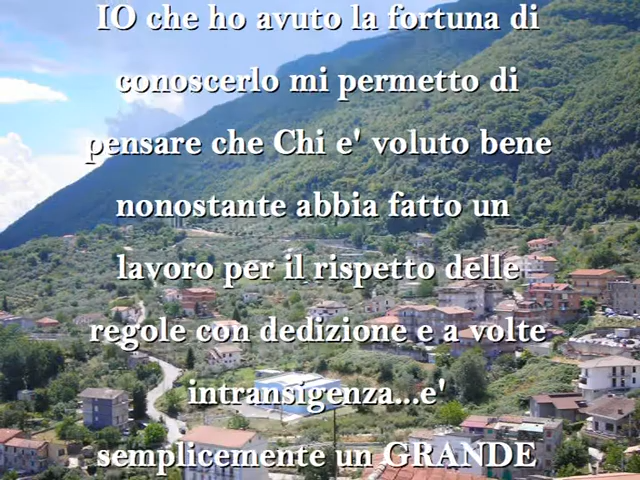 IO che ho avuto la fortuna di
conoscerlo mi permetto di
pensare che Chi e' voluto bene
nonostante abbia fatto un
lavoro per il rispetto delle
regole con dedizione e a volte
intransigenza...e'
semplicemente un GRANDE